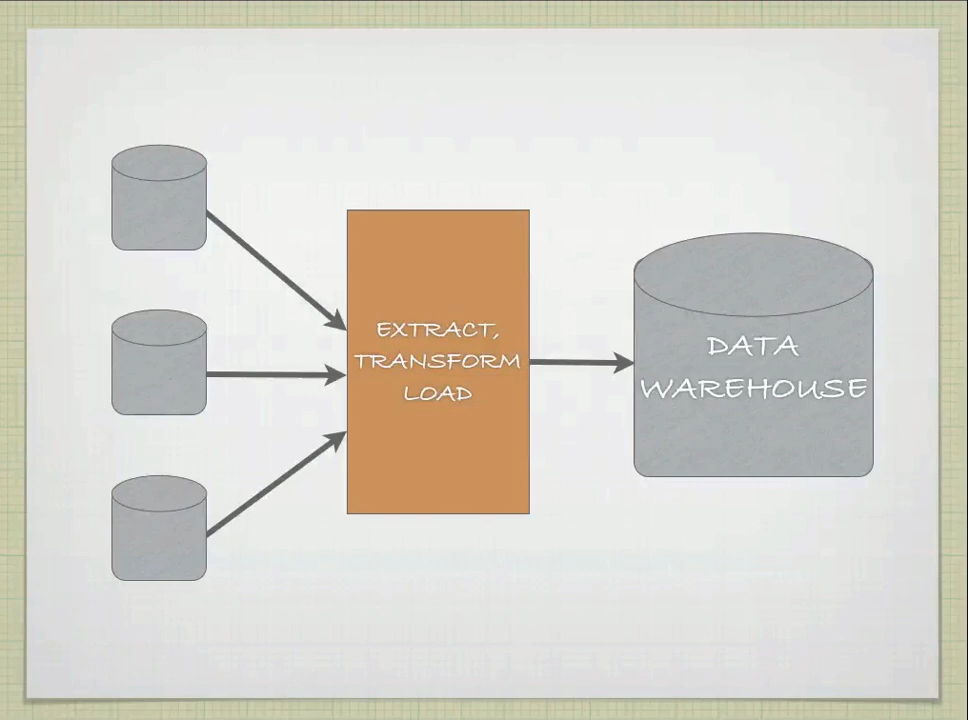 EXTRACT,
TRANSFORM
LOAD
DATA
WAREHOUSE